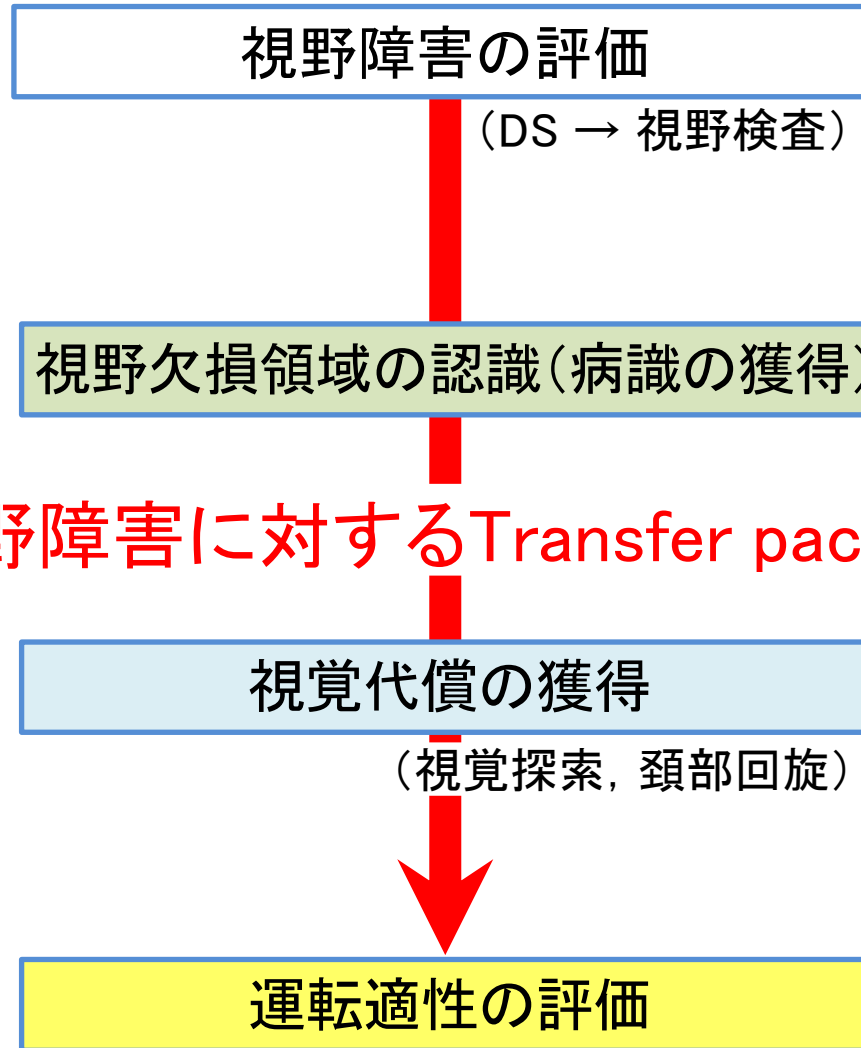 視野障害の評価
（DS → 視野検査）
視野欠損領域の認識（病識の獲得）
野障害に対するTransfer pac
視覚代償の獲得
（視覚探索，頚部回旋）
運転適性の評価